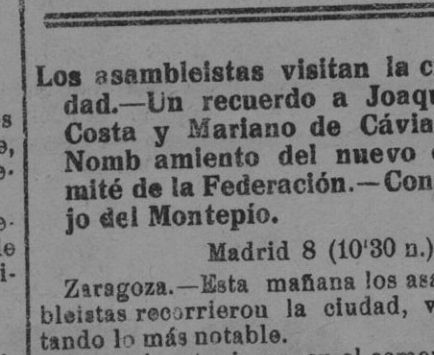 Los asambleistas visitan la c
dad.—Un recuerdo a Joaqu
Costa y Mariano de Cávia
Nomb amiento del nuevo
mité de la Federación.—Con
jo del Montepío.
Madrid 8 (10'30 n.)
Zaragoza.—Esta mañana los asa
bleistas recorrierou la ciudad, v
tando lo más notable.